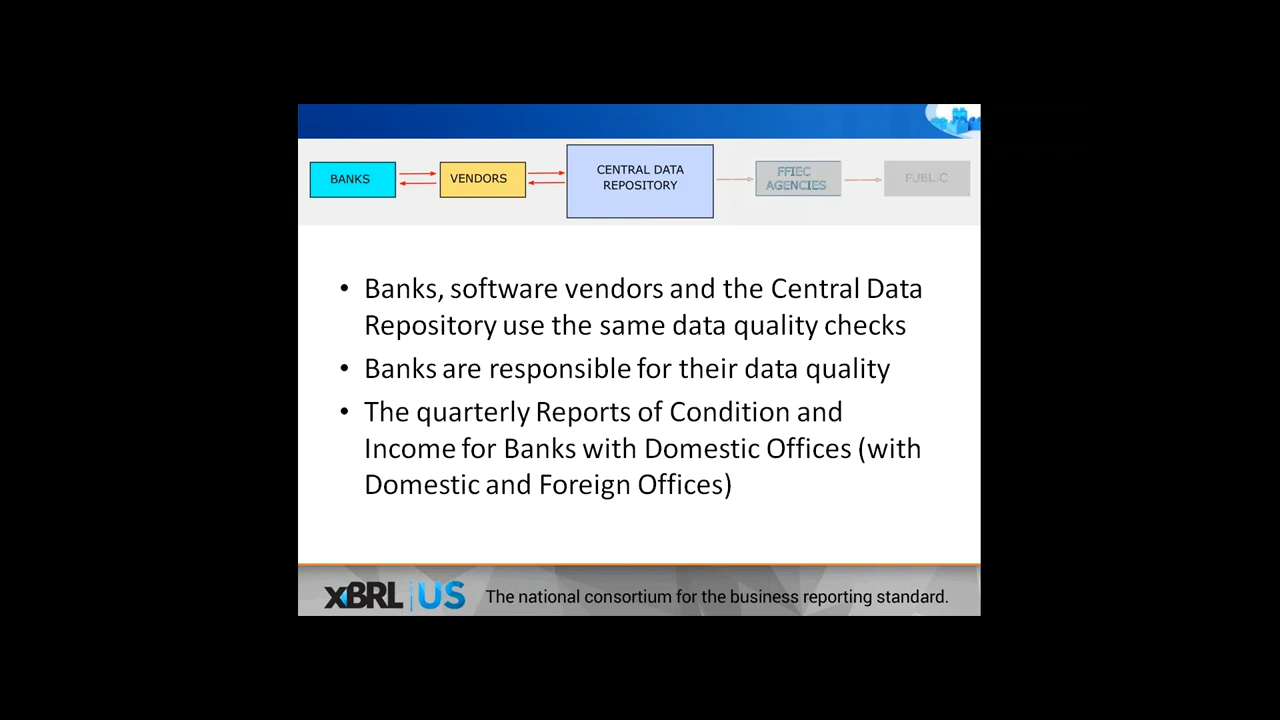 BANKS
VENDORS
CENTRAL DATA
REPOSITORY
FFIEC
AGENCIES
PUBLIC
• Banks, software vendors and the Central Data
Repository use the same data quality checks
• Banks are responsible for their data quality
• The quarterly Reports of Condition and
Income for Banks with Domestic Offices (with
Domestic and Foreign Offices)
XBRL US The national consortium for the business reporting standard.